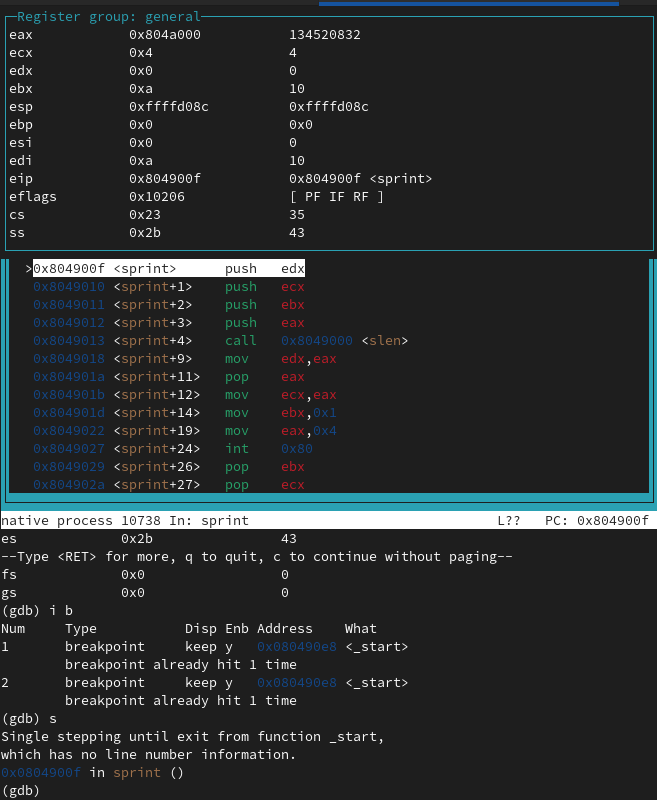 Register group: general
eax 0x804a000 134520832
ecx 0x4 4
edx 0x0 0
ebx 0xa 10
esp 0xffffd08c 0xffffd08c
ebp 0x0 0x0
esi 0x0 0
edi 0xa 10
eip 0x804900f 0x804900f <sprint>
eflags 0x10206 [ PF IF RF ]
cs 0x23 35
ss 0x2b 43
>0x804900f <sprint> push edx
0x8049010 <sprint+1> push ecx
0x8049011 <sprint+2> push ebx
0x8049012 <sprint+3> push eax
0x8049013 <sprint+4> call 0x8049000 <slen>
0x8049018 <sprint+9> mov edx,eax
0x804901a <sprint+11> pop eax
0x804901b <sprint+12> mov ecx,eax
0x804901d <sprint+14> mov ebx,0x1
0x8049022 <sprint+19> mov eax,0x4
0x8049027 <sprint+24> int 0x80
0x8049029 <sprint+26> pop ebx
0x804902a <sprint+27> pop ecx
native process 10738 In: sprint L?? PC: 0x804900f
es 0x2b 43
--Type <RET> for more, q to quit, c to continue without paging--
fs 0x0 0
gs 0x0 0
(gdb) i b
Num Type Disp Enb Address What
1 breakpoint keep y 0x080490e8 <_start>
breakpoint already hit 1 time
2 breakpoint keep y 0x080490e8 <_start>
breakpoint already hit 1 time
(gdb) s
Single stepping until exit from function _start,
which has no line number information.
0x0804900f in sprint ()
(gdb)